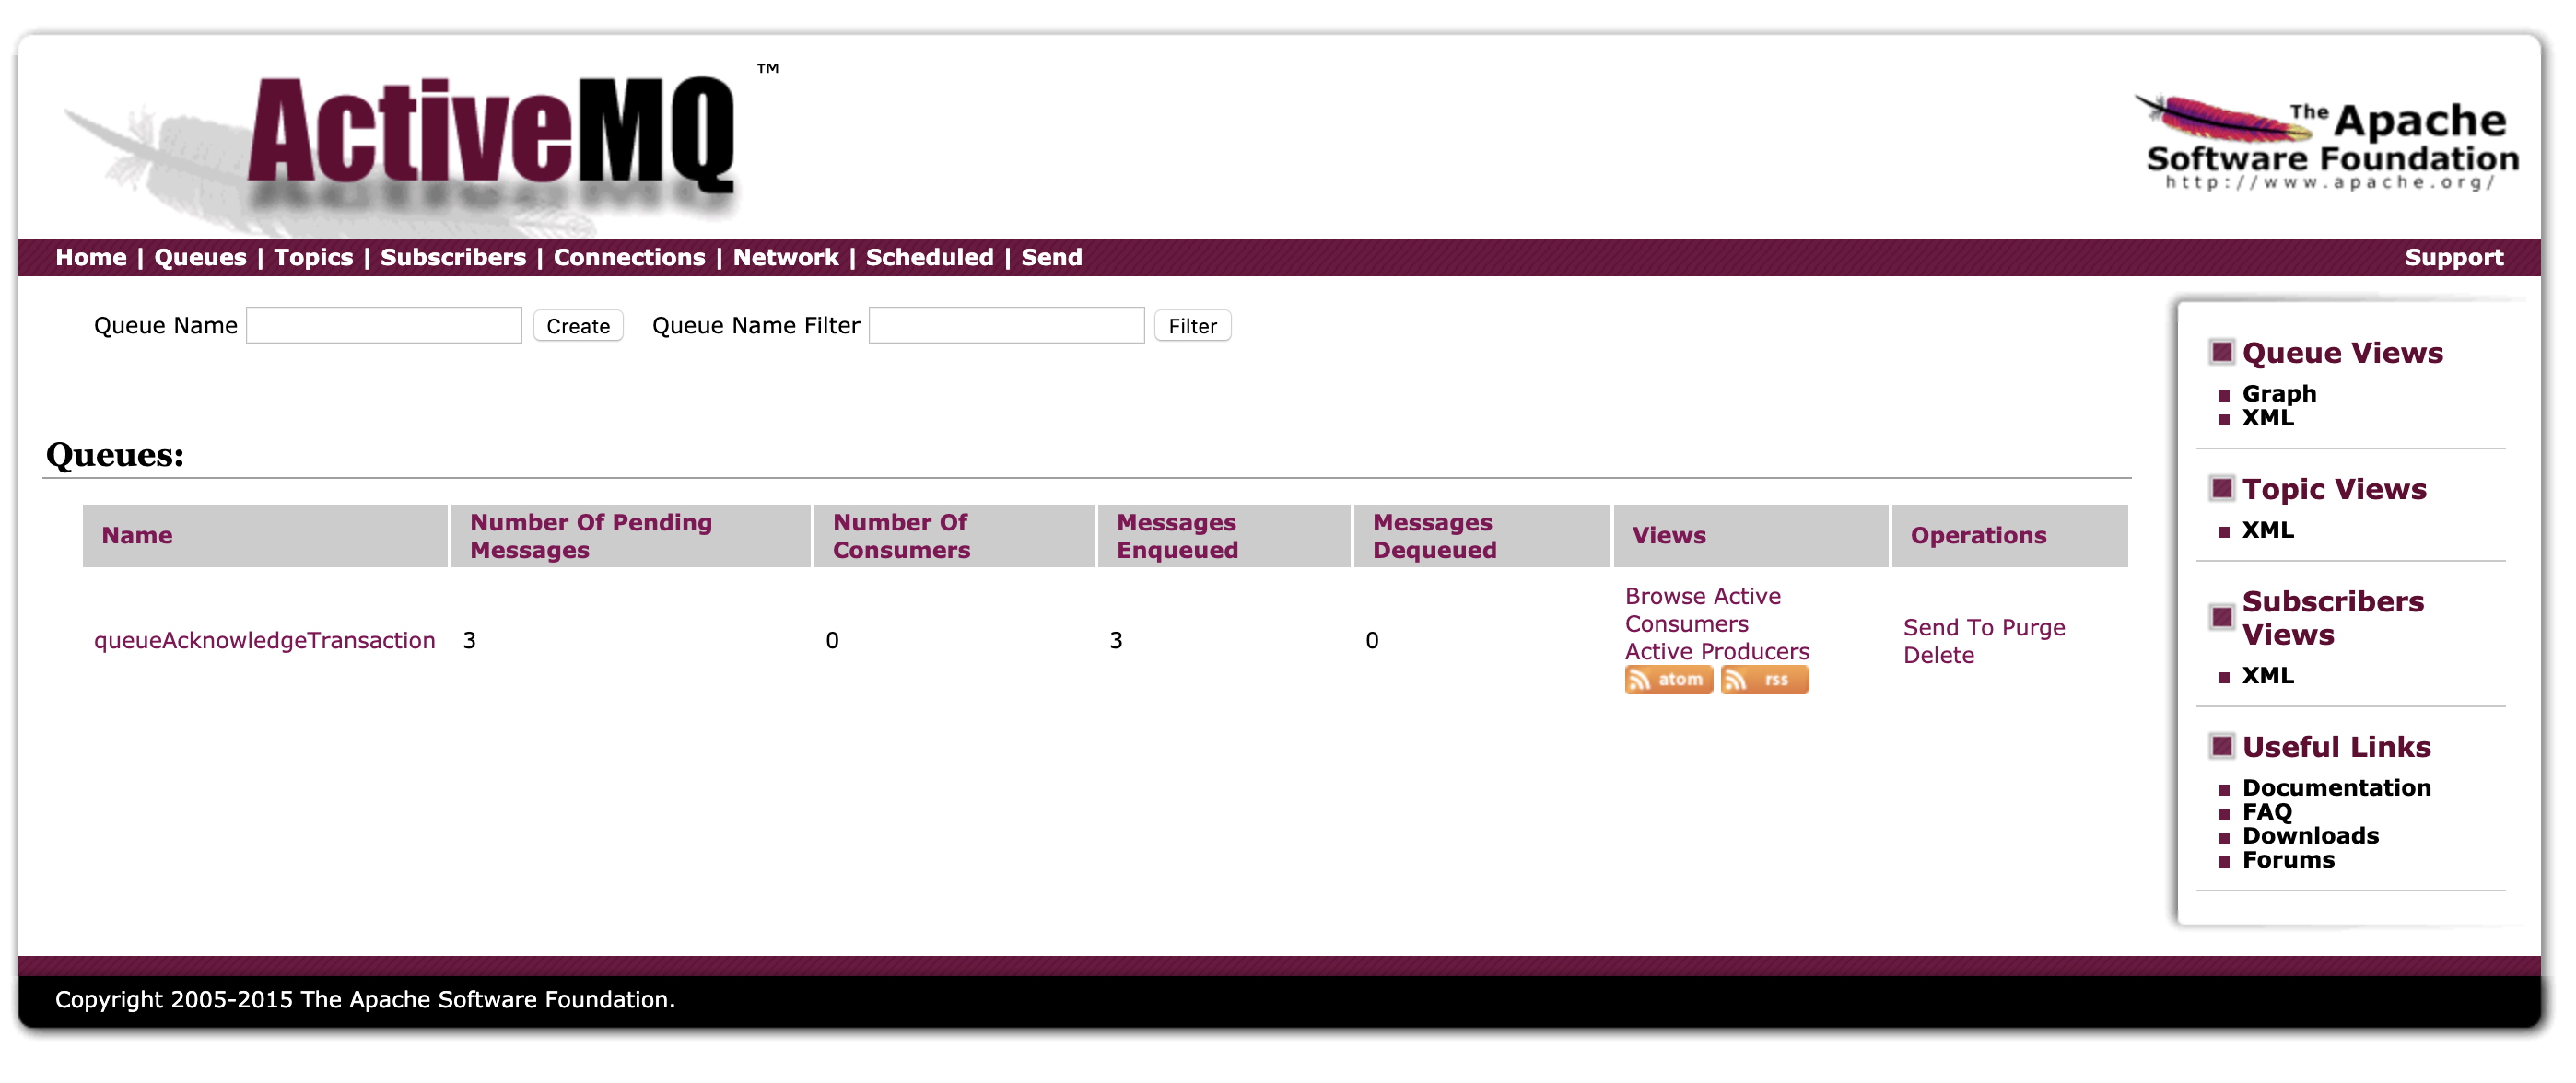 ActiveMQ ™
The Apache
Software Foundation
http://www.apache.org/
Home | Queues | Topics | Subscribers | Connections | Network | Scheduled | Send
Support
Queue Name Create Queue Name Filter Filter
Queues:
Name
Number Of Pending
Messages
Number Of
Consumers
Messages
Enqueued
Messages
Dequeued
Views
Operations
queueAcknowledgeTransaction
3
0
3
0
Browse Active
Consumers
Active Producers
atom rss
Send To Purge
Delete
Queue Views
Graph
XML
Topic Views
XML
Subscribers
Views
XML
Useful Links
Documentation
FAQ
Downloads
Forums
Copyright 2005-2015 The Apache Software Foundation.